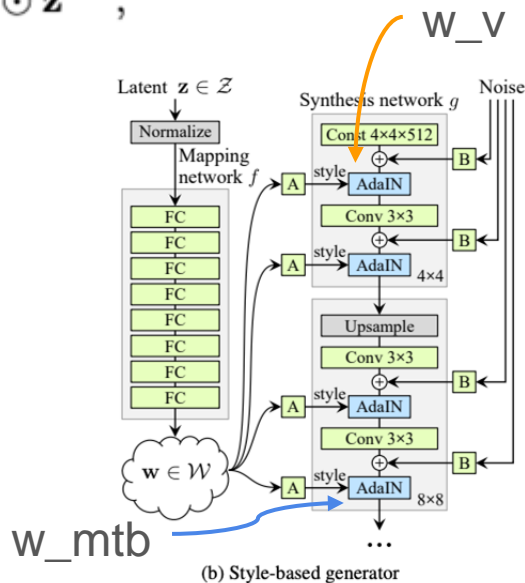 ⊙ z ,
w_v
Latent z ∈ Z
Noise
Synthesis network g
Normalize
Const 4×4×512
Mapping
network f
B
A
style
AdaIN
FC
Conv 3×3
FC
B
FC
A
style
AdaIN
4×4
FC
FC
Upsample
FC
Conv 3×3
FC
B
FC
A
style
AdaIN
Conv 3×3
w ∈ W
B
A
style
AdaIN
8×8
w_mtb
...
(b) Style-based generator